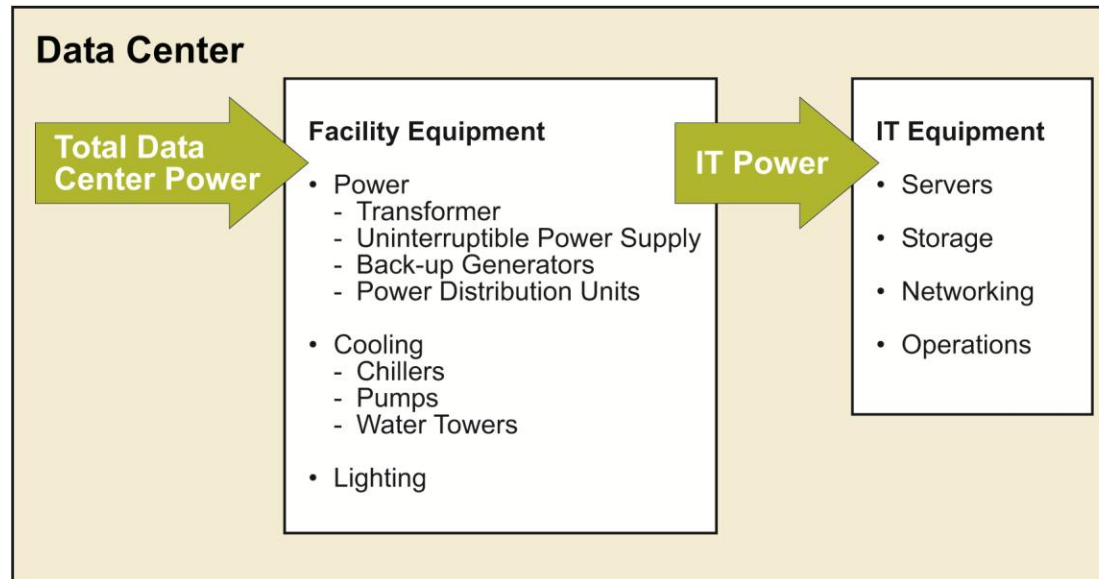 Data Center
Total Data
Center Power
Facility Equipment
• Power
- Transformer
- Uninterruptible Power Supply
- Back-up Generators
- Power Distribution Units
• Cooling
- Chillers
- Pumps
- Water Towers
• Lighting
IT Power
IT Equipment
• Servers
• Storage
• Networking
• Operations